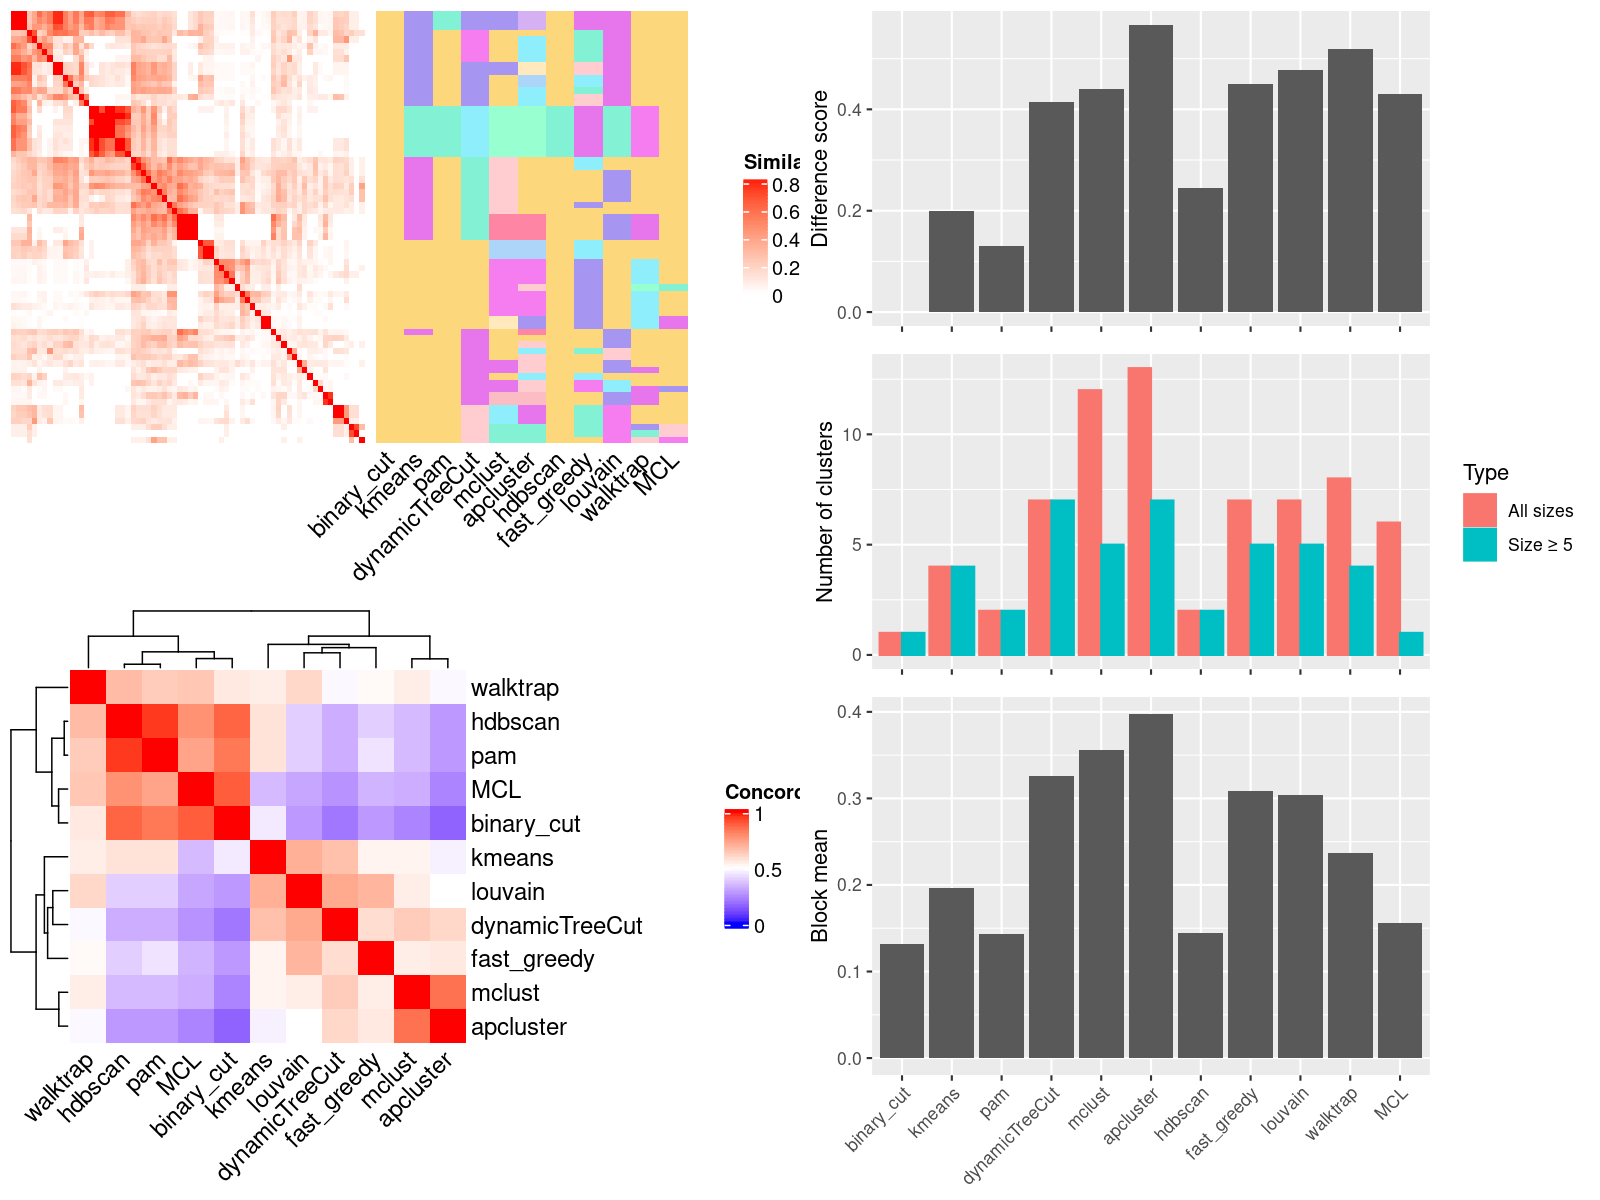 Simila
0.8
0.6
0.4
0.2
0
binary_cut
kmeans
pam
dynamicTreeCut
mclust
apcluster
hdbscan
fast_greedy
louvain
walktrap
MCL
Difference score
0.4
0.2
0.0
Number of clusters
10
5
0
Type
All sizes
Size ≥ 5
walktrap
hdbscan
pam
MCL
binary_cut
kmeans
louvain
dynamicTreeCut
fast_greedy
mclust
apcluster
walktrap
hdbscan
pam
MCL
binary_cut
kmeans
louvain
dynamicTreeCut
fast_greedy
mclust
apcluster
Concord
1
0.5
0
Block mean
0.4
0.3
0.2
0.1
0.0
binary_cut
kmeans
pam
dynamicTreeCut
mclust
apcluster
hdbscan
fast_greedy
louvain
walktrap
MCL